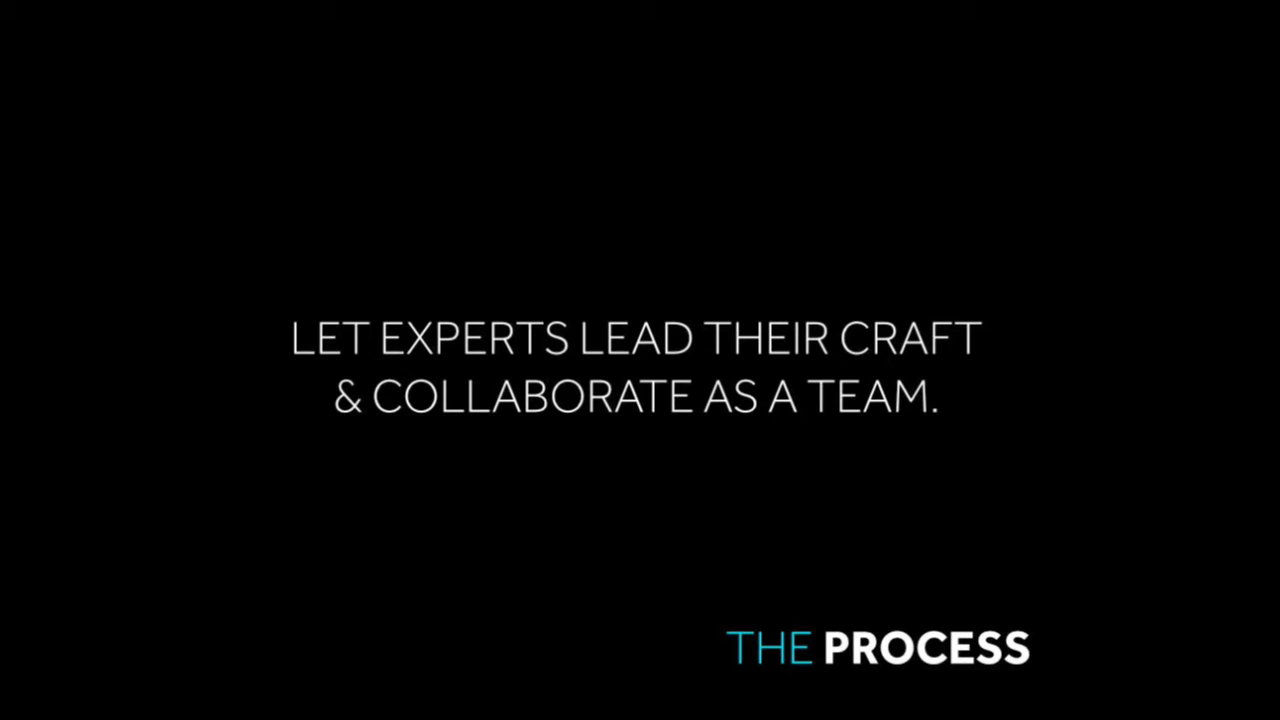 LET EXPERTS LEAD THEIR CRAFT
& COLLABORATE AS A TEAM.
THE PROCESS